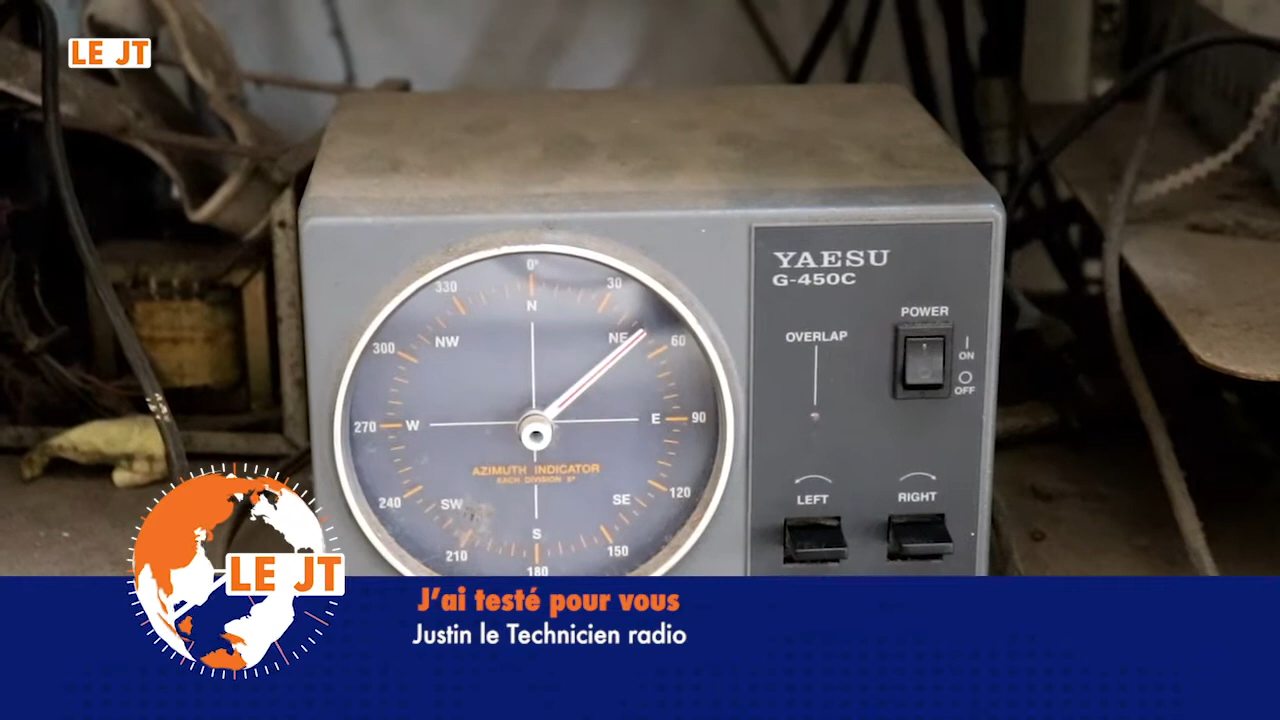 LE JT
YAESU
G-450C
POWER
ON
OFF
OVERLAP
LEFT
RIGHT
0°
30
60
90
120
150
180
210
240
270
300
330
N
NE
E
SE
S
SW
W
NW
AZIMUTH INDICATOR
EACH DIVISION 5°
LE JT
J'ai testé pour vous
Justin le Technicien radio